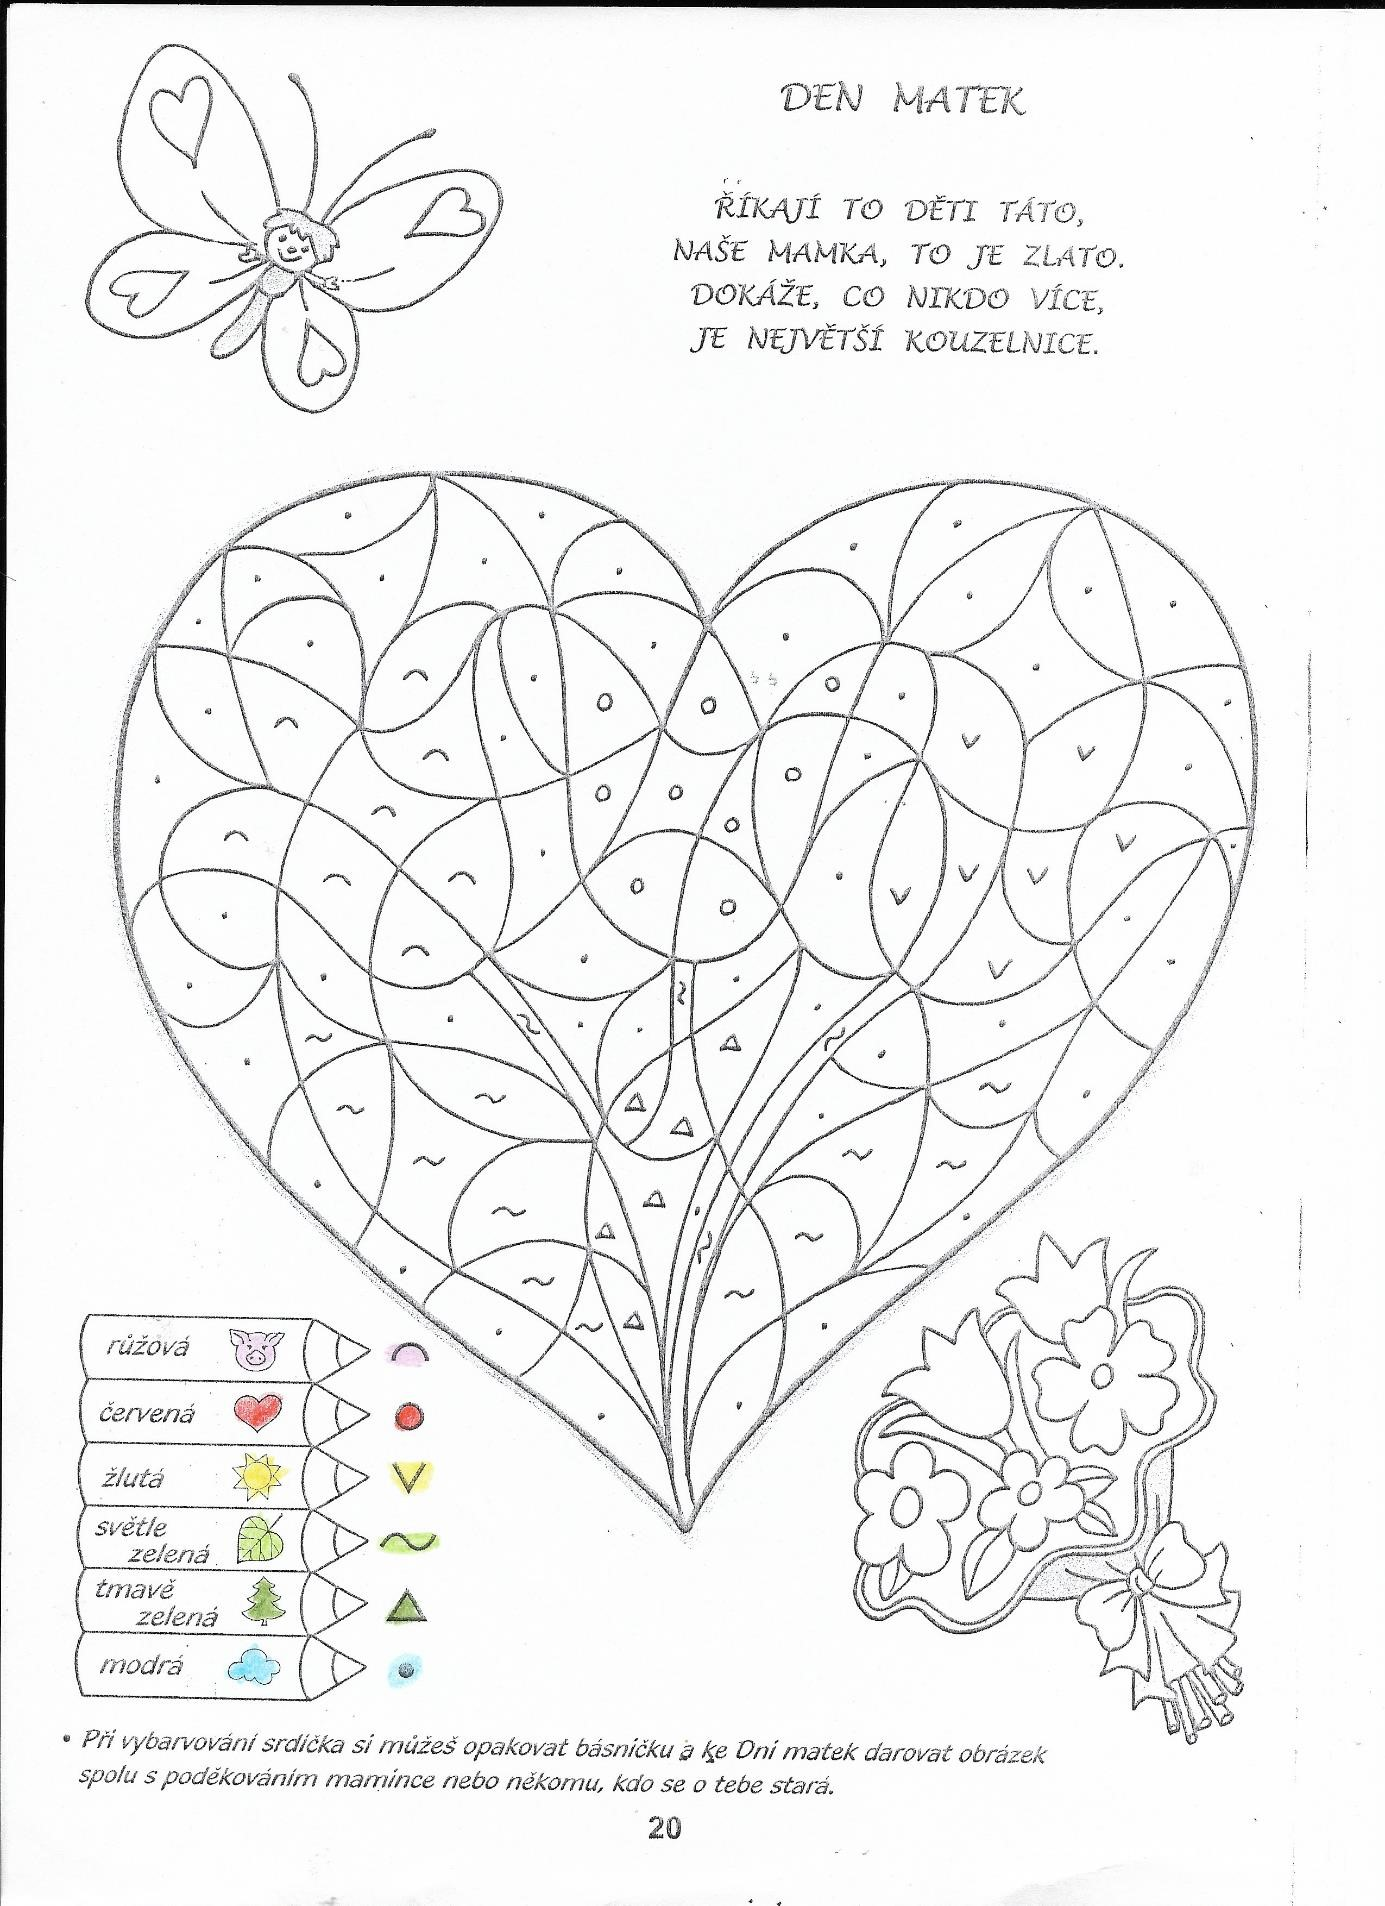 DEN MATEK
ŘÍKAJÍ TO DĚTI TÁTO,
NAŠE MAMKA, TO JE ZLATO.
DOKÁŽE, CO NIKDO VÍCE,
JE NEJVĚTŠÍ KOUZELNICE.
růžová
červená
žlutá
světle
zelená
tmavě
zelená
modrá
• Při vybarvování srdíčka si můžeš opakovat básničku a ke Dni matek darovat obrázek
spolu s poděkováním mamince nebo někomu, kdo se o tebe stará.
20